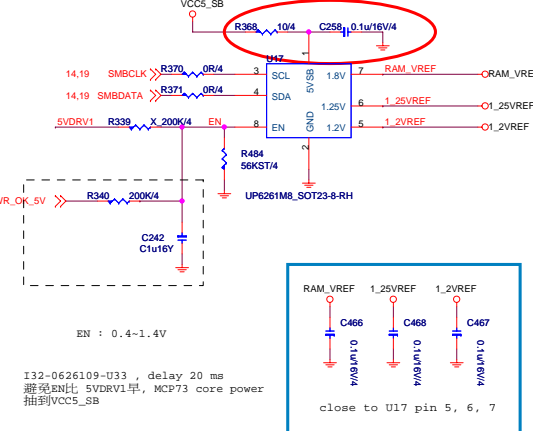 VCC5_SB
R368 10/4
C258 0.1u/16V/4
U17
14,19 SMBCLK R370 0R/4 3 SCL 5VSB 1 1.8V 7 RAM_VREF RAM_VRE
14,19 SMBDATA R371 0R/4 4 SDA 1.25V 6 1_25VREF 1_25VREF
5VDRV1 R339 X_200K/4 EN 8 EN GND 2 1.2V 5 1_2VREF 1_2VREF
R484
56KST/4
UP6261M8_SOT23-8-RH
WR_OK_5V R340 200K/4
C242
C1u16Y
EN : 0.4~1.4V
I32-0626109-U33 , delay 20 ms
避免EN比 5VDRV1早, MCP73 core power
抽到VCC5_SB
RAM_VREF 1_25VREF 1_2VREF
C466 C468 C467
0.1u/16V/4 0.1u/16V/4 0.1u/16V/4
close to U17 pin 5, 6, 7